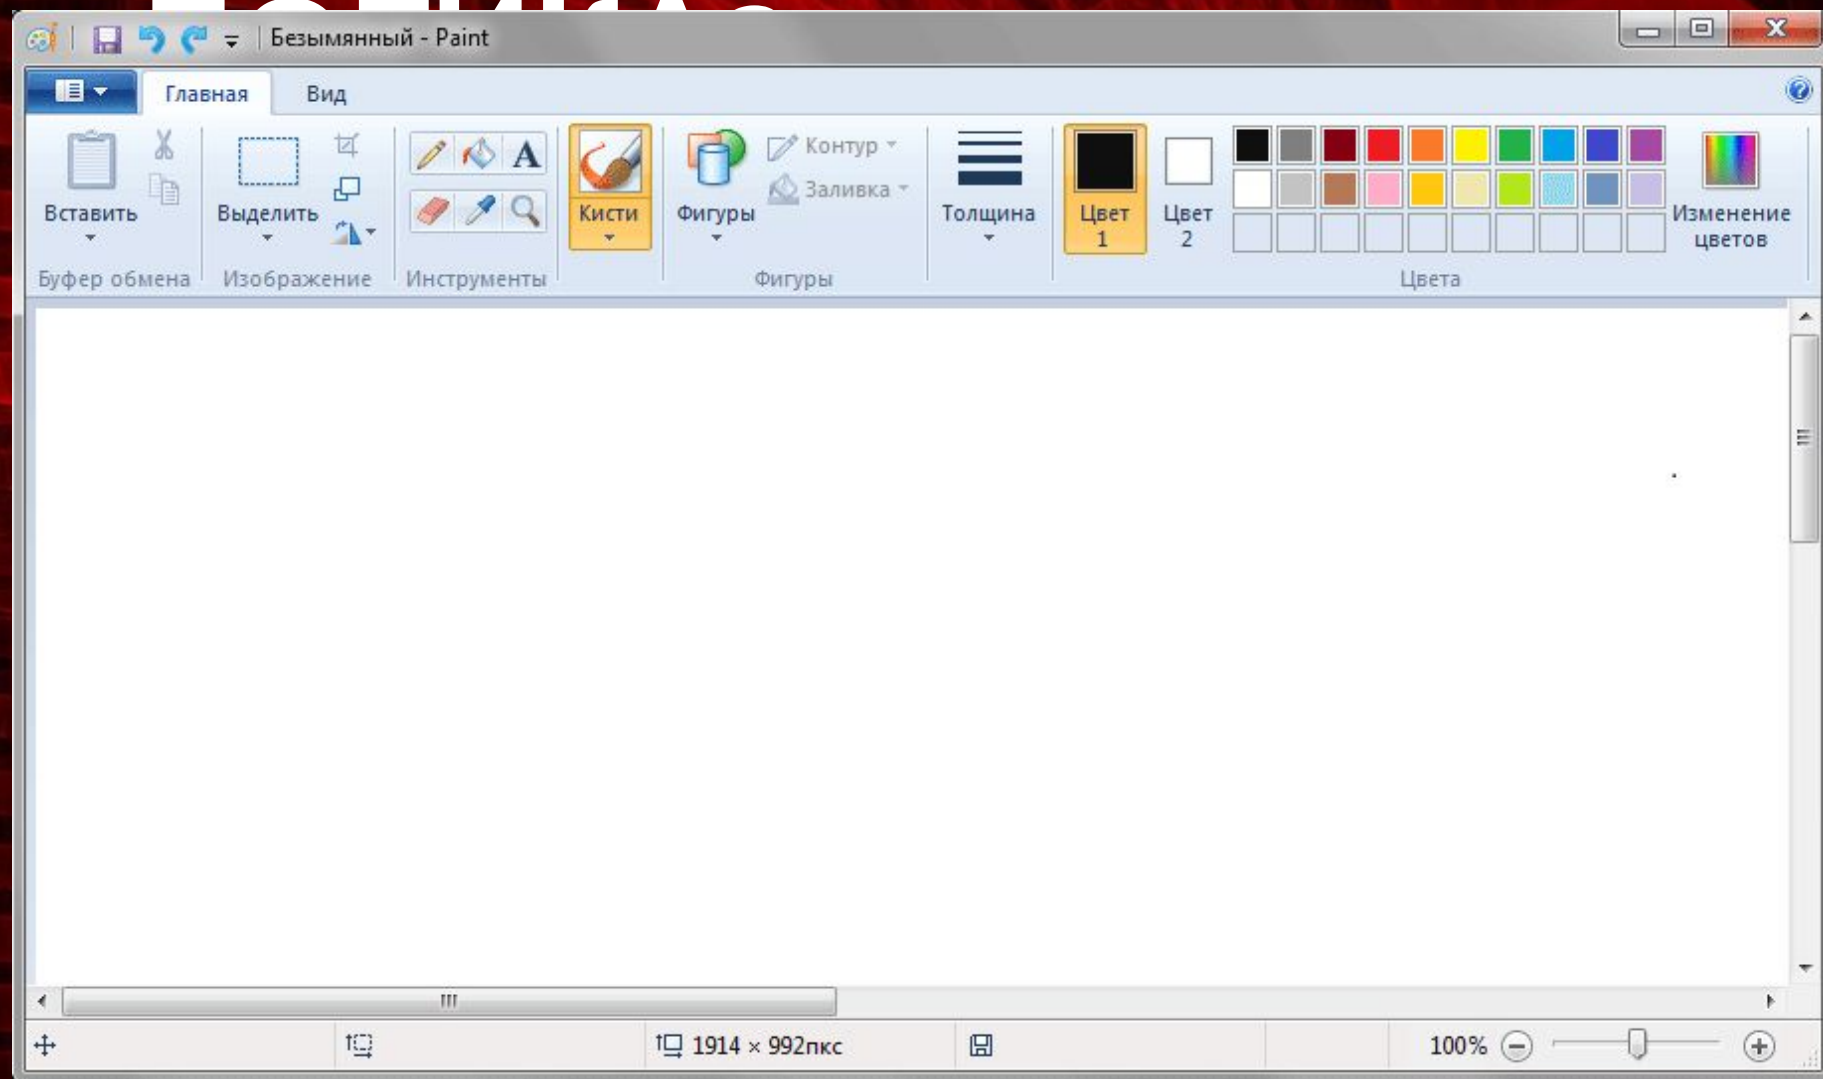 Безымянный - Paint
Главная Вид
Вставить
Буфер обмена
Выделить
Изображение
A
Инструменты
Кисти
Фигуры
Контур
Заливка
Фигуры
Толщина
Цвет 1
Цвет 2
Изменение цветов
Цвета
1914 × 992пкс
100%